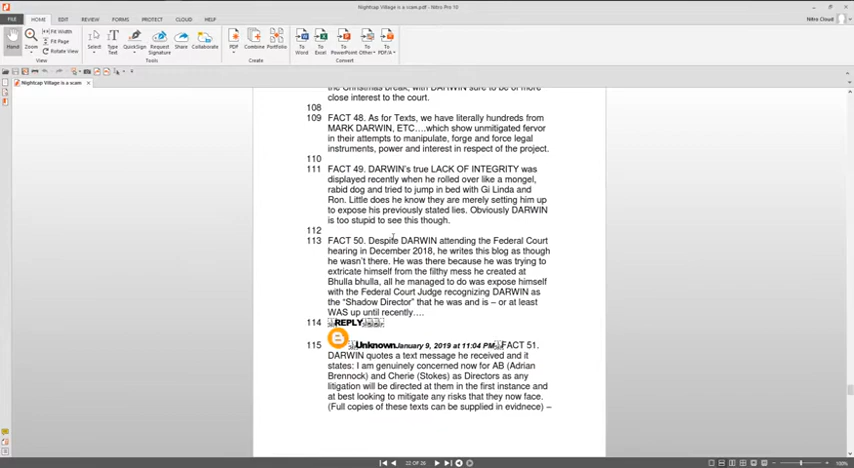 Nightcap Village is a scam.pdf - Nitro Pro 10
FILE HOME EDIT REVIEW FORMS PROTECT CLOUD HELP
Nitro Cloud
Hand Zoom Fit Width Fit Page Rotate View
Select Type Text QuickSign Request Signature Share Collaborate
PDF Combine Portfolio
To Word To Excel To PowerPoint To Other To PDF/A
View Tools Create Convert
Nightcap Village is a scam
the Christmas break, with DARWIN sure to be of more
close interest to the court.
108
109 FACT 48. As for Texts, we have literally hundreds from
MARK DARWIN, ETC….which show unmitigated fervor
in their attempts to manipulate, forge and force legal
instruments, power and interest in respect of the project.
110
111 FACT 49. DARWIN's true LACK OF INTEGRITY was
displayed recently when he rolled over like a mongel,
rabid dog and tried to jump in bed with Gi Linda and
Ron. Little does he know they are merely setting him up
to expose his previously stated lies. Obviously DARWIN
is too stupid to see this though.
112
113 FACT 50. Despite DARWIN attending the Federal Court
hearing in December 2018, he writes this blog as though
he wasn't there. He was there because he was trying to
extricate himself from the filthy mess he created at
Bhulla bhulla, all he managed to do was expose himself
with the Federal Court Judge recognizing DARWIN as
the “Shadow Director” that he was and is – or at least
WAS up until recently….
114 REPLY
115 Unknown January 9, 2019 at 11:04 PM FACT 51.
DARWIN quotes a text message he received and it
states: I am genuinely concerned now for AB (Adrian
Brennock) and Cherie (Stokes) as Directors as any
litigation will be directed at them in the first instance and
at best looking to mitigate any risks that they now face.
(Full copies of these texts can be supplied in evidnece) –
22 OF 26
100%